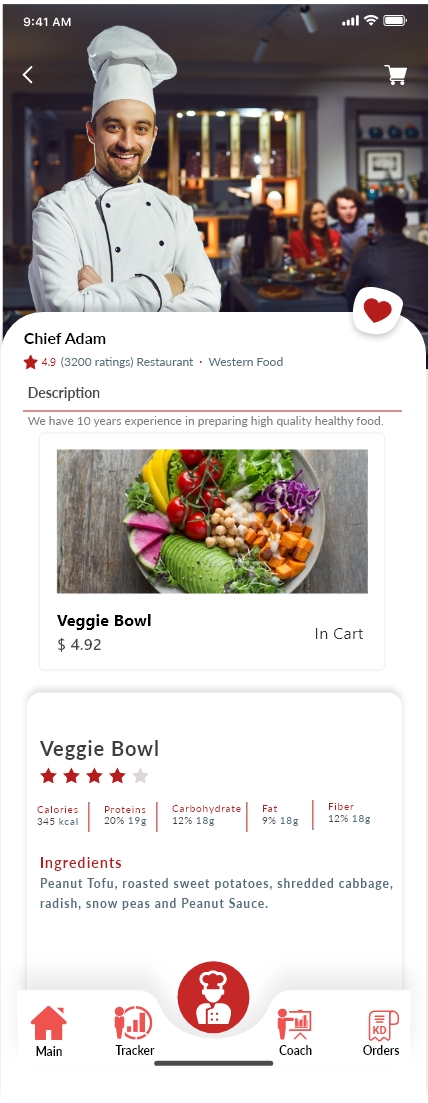 9:41 AM
Chief Adam
4.9 (3200 ratings) Restaurant · Western Food
Description
We have 10 years experience in preparing high quality healthy food.
Veggie Bowl
$ 4.92
In Cart
Veggie Bowl
Calories Proteins Carbohydrate Fat Fiber
345 kcal 20% 19g 12% 18g 9% 18g 12% 18g
Ingredients
Peanut Tofu, roasted sweet potatoes, shredded cabbage,
radish, snow peas and Peanut Sauce.
KD
Main Tracker Coach Orders